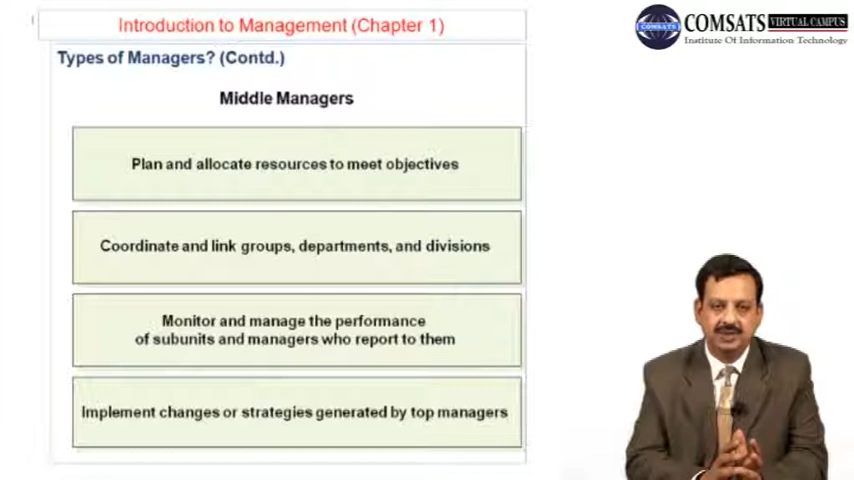 Introduction to Management (Chapter 1)
COMSATS VIRTUAL CAMPUS
Institute Of Information Technology
Types of Managers? (Contd.)
Middle Managers
Plan and allocate resources to meet objectives
Coordinate and link groups, departments, and divisions
Monitor and manage the performance
of subunits and managers who report to them
Implement changes or strategies generated by top managers